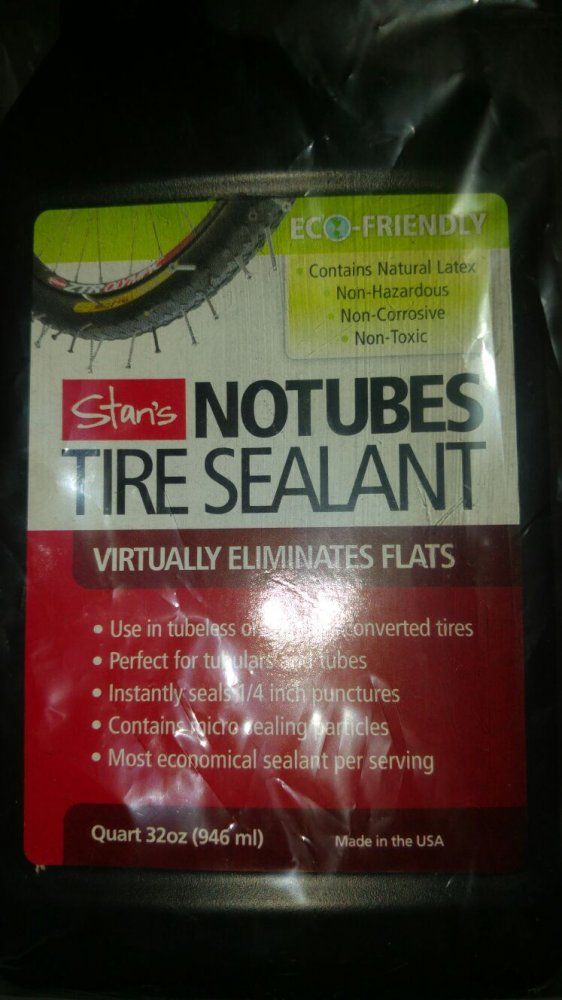 ECO-FRIENDLY
• Contains Natural Latex
• Non-Hazardous
• Non-Corrosive
• Non-Toxic
Stan's NOTUBES
TIRE SEALANT
VIRTUALLY ELIMINATES FLATS
• Use in tubeless or converted tires
• Perfect for tubulars and tubes
• Instantly seals 1/4 inch punctures
• Contains micro sealing particles
• Most economical sealant per serving
Quart 32oz (946 ml)
Made in the USA